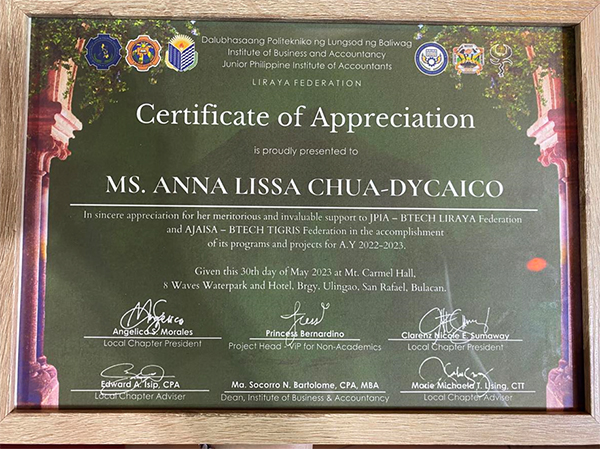 Dalubhasaang Politekniko ng Lungsod ng Baliwag
Institute of Business and Accountancy
Junior Philippine Institute of Accountants
LIRAYA FEDERATION
Certificate of Appreciation
is proudly presented to
MS. ANNA LISSA CHUA-DYCAICO
In sincere appreciation for her meritorious and invaluable support to JPIA – BTECH LIRAYA Federation
and AJAISA – BTECH TIGRIS Federation in the accomplishment
of its programs and projects for A.Y 2022-2023.
Given this 30th day of May 2023 at Mt. Carmel Hall,
8 Waves Waterpark and Hotel, Brgy. Ulingao, San Rafael, Bulacan.
Angelica S. Morales
Local Chapter President
Princess Bernardino
Project Head - VP for Non-Academics
Clarenz Nicole E. Sumaway
Local Chapter President
Edward A. Isip, CPA
Local Chapter Adviser
Ma. Socorro N. Bartolome, CPA, MBA
Dean, Institute of Business & Accountancy
Marie Michaela T. Lising, CTT
Local Chapter Adviser